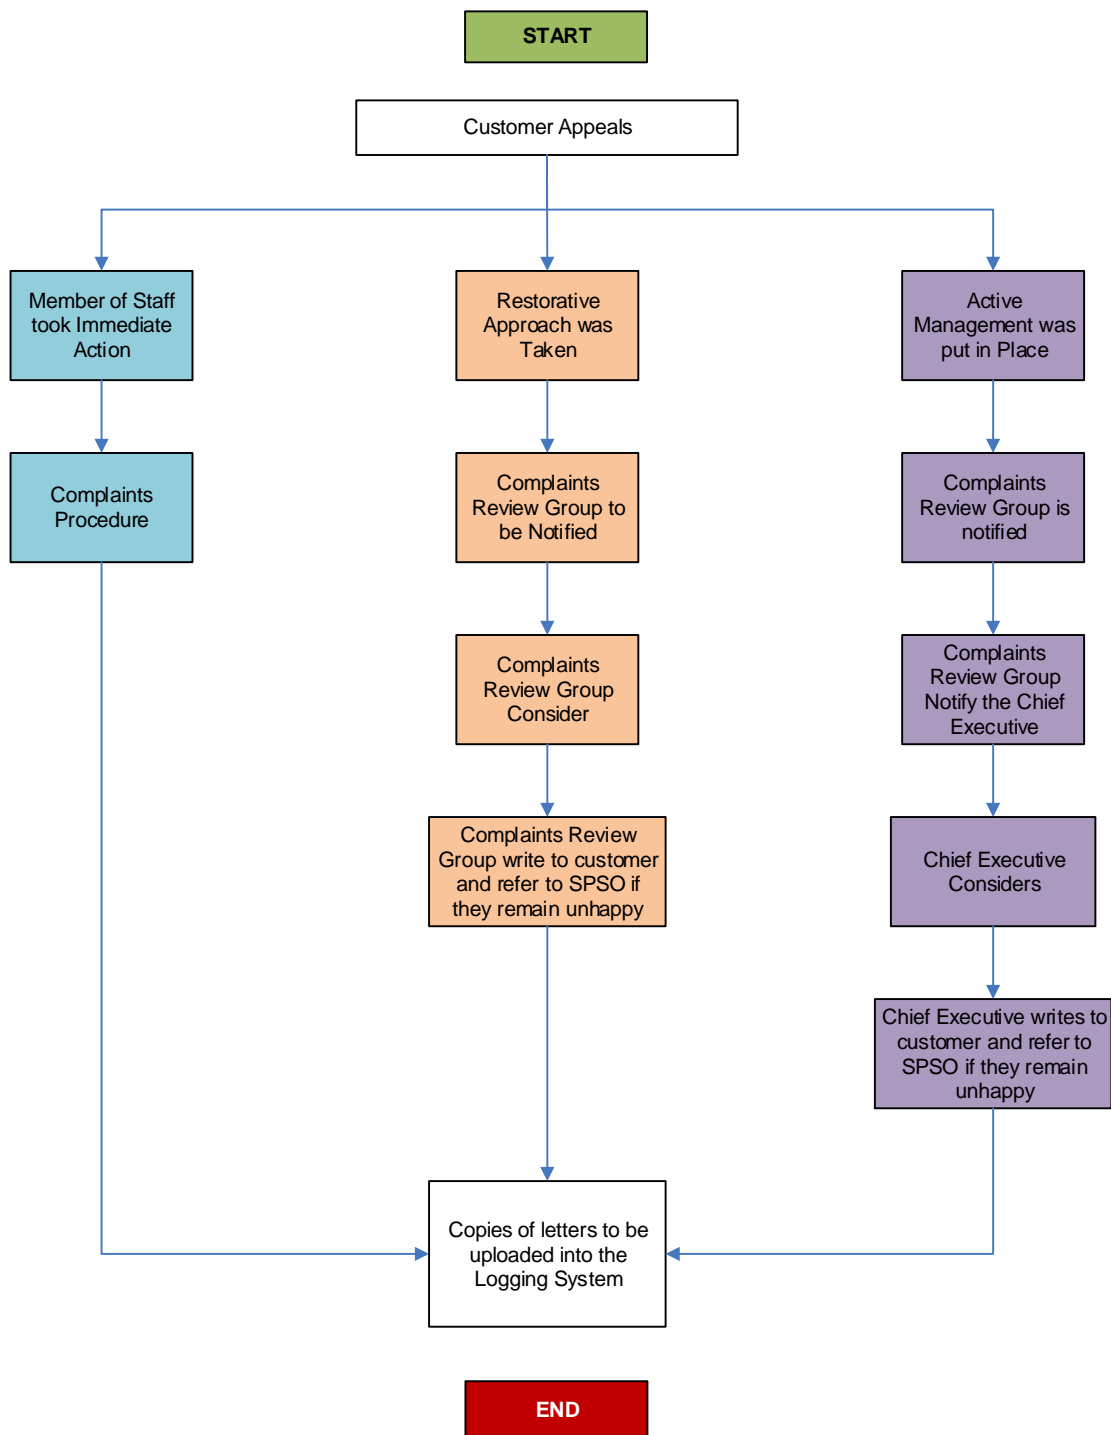 START
Customer Appeals
Member of Staff
took Immediate
Action
Restorative
Approach was
Taken
Active
Management was
put in Place
Complaints
Procedure
Complaints
Review Group to
be Notified
Complaints
Review Group is
notified
Complaints
Review Group
Consider
Complaints
Review Group
Notify the Chief
Executive
Complaints Review
Group write to customer
and refer to SPSO if
they remain unhappy
Chief Executive
Considers
Chief Executive writes to
customer and refer to
SPSO if they remain
unhappy
Copies of letters to be
uploaded into the
Logging System
END